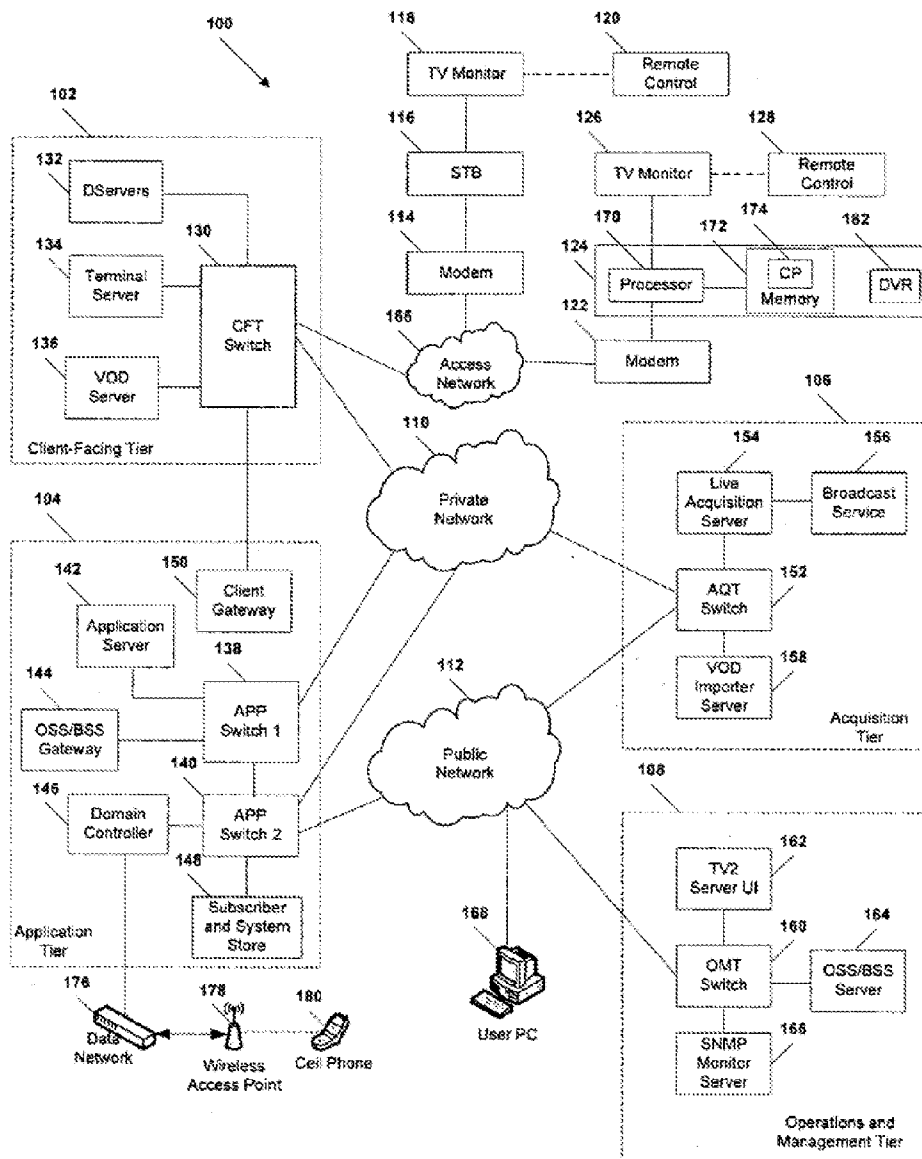 100
118
TV Monitor
120
Remote
Control
102
116
STB
126
TV Monitor
128
Remote
Control
132
DServers
130
CFT
Switch
114
Modem
170
Processor
172
174
CP
Memory
182
DVR
124
134
Terminal
Server
122
Modem
166
Access
Network
136
VOD
Server
Client-Facing Tier
110
Private
Network
106
154
Live
Acquisition
Server
156
Broadcast
Service
104
142
Application
Server
150
Client
Gateway
152
AQT
Switch
138
APP
Switch 1
144
OSS/BSS
Gateway
112
Public
Network
158
VOD
Importer
Server
Acquisition
Tier
140
APP
Switch 2
146
Domain
Controller
148
Subscriber
and System
Store
Application
Tier
168
User PC
162
TV2
Server UI
160
OMT
Switch
164
OSS/BSS
Server
SNMP
Monitor
Server
Operations and
Management Tier
176
Data
Network
178
Wireless
Access Point
180
Cell Phone